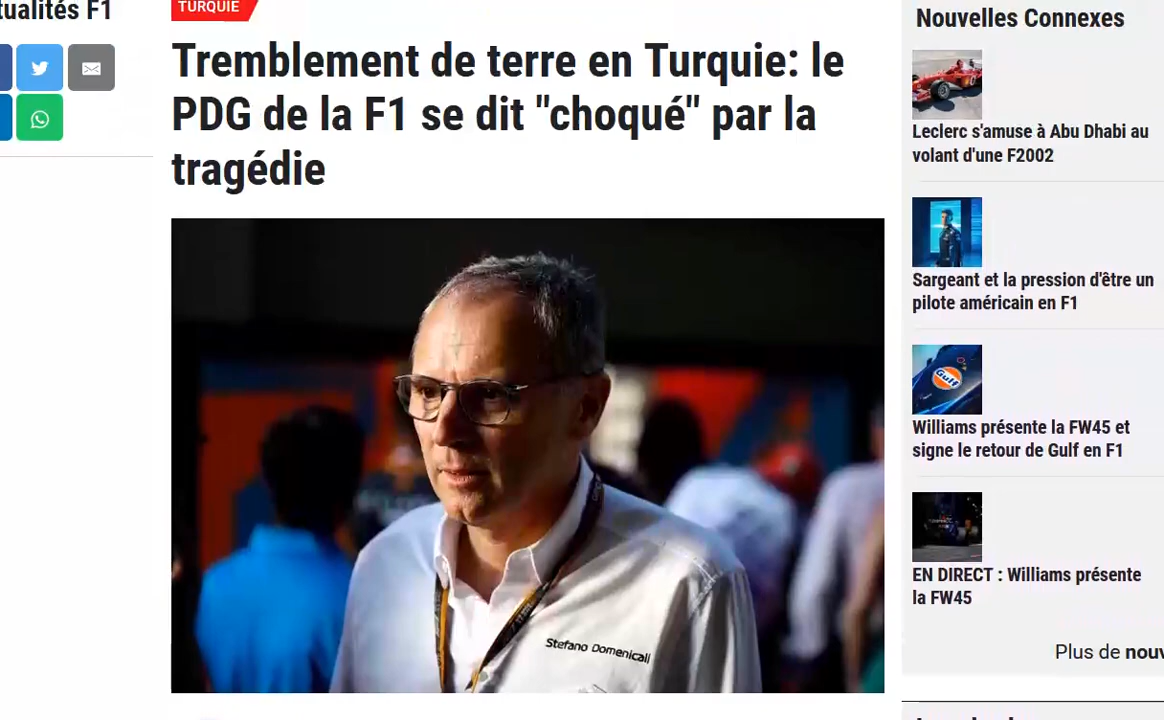 tualités F1
TURQUIE
Tremblement de terre en Turquie: le
PDG de la F1 se dit "choqué" par la
tragédie
Stefano Domenicali
Nouvelles Connexes
Leclerc s'amuse à Abu Dhabi au
volant d'une F2002
Sargeant et la pression d'être un
pilote américain en F1
Gulf
Williams présente la FW45 et
signe le retour de Gulf en F1
EN DIRECT : Williams présente
la FW45
Plus de nouv